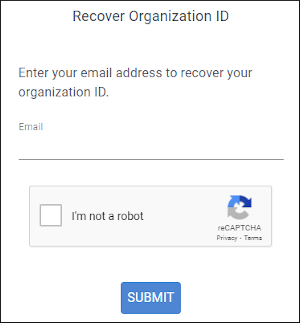 Recover Organization ID
Enter your email address to recover your
organization ID.
Email
I'm not a robot
reCAPTCHA
Privacy - Terms
SUBMIT